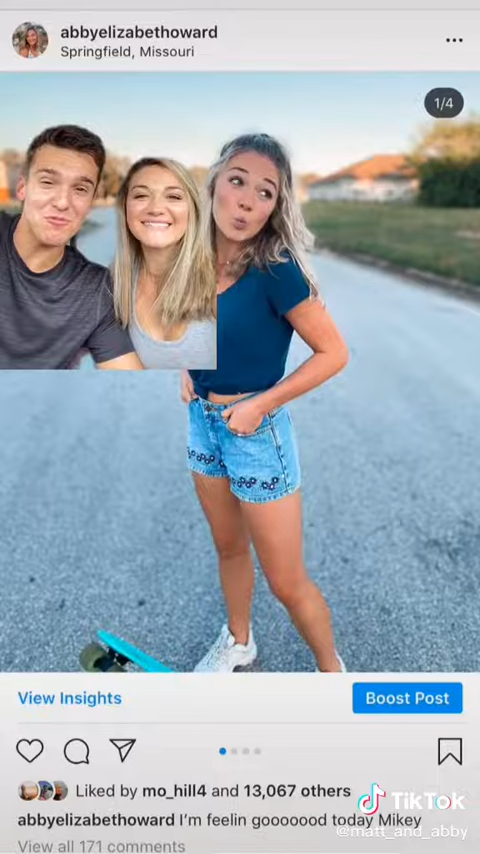 abbyelizabethoward
Springfield, Missouri
1/4
View Insights
Boost Post
Liked by mo_hill4 and 13,067 others
abbyelizabethoward I'm feelin gooooood today Mikey
View all 171 comments
TikTok
@matt_and_abby